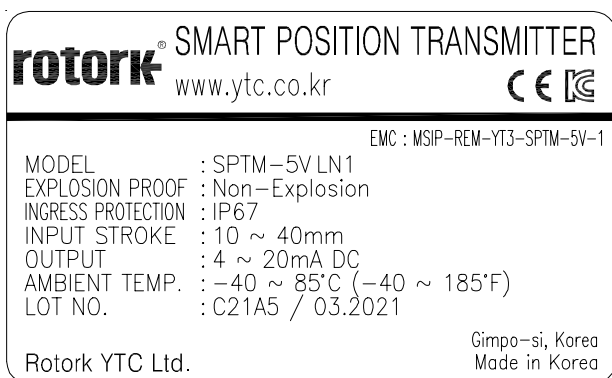 rotork® SMART POSITION TRANSMITTER
www.ytc.co.kr
CE KC
EMC : MSIP-REM-YT3-SPTM-5V-1
MODEL : SPTM-5V LN1
EXPLOSION PROOF : Non-Explosion
INGRESS PROTECTION : IP67
INPUT STROKE : 10 ~ 40mm
OUTPUT : 4 ~ 20mA DC
AMBIENT TEMP. : -40 ~ 85°C (-40 ~ 185°F)
LOT NO. : C21A5 / 03.2021
Gimpo-si, Korea
Rotork YTC Ltd. Made in Korea